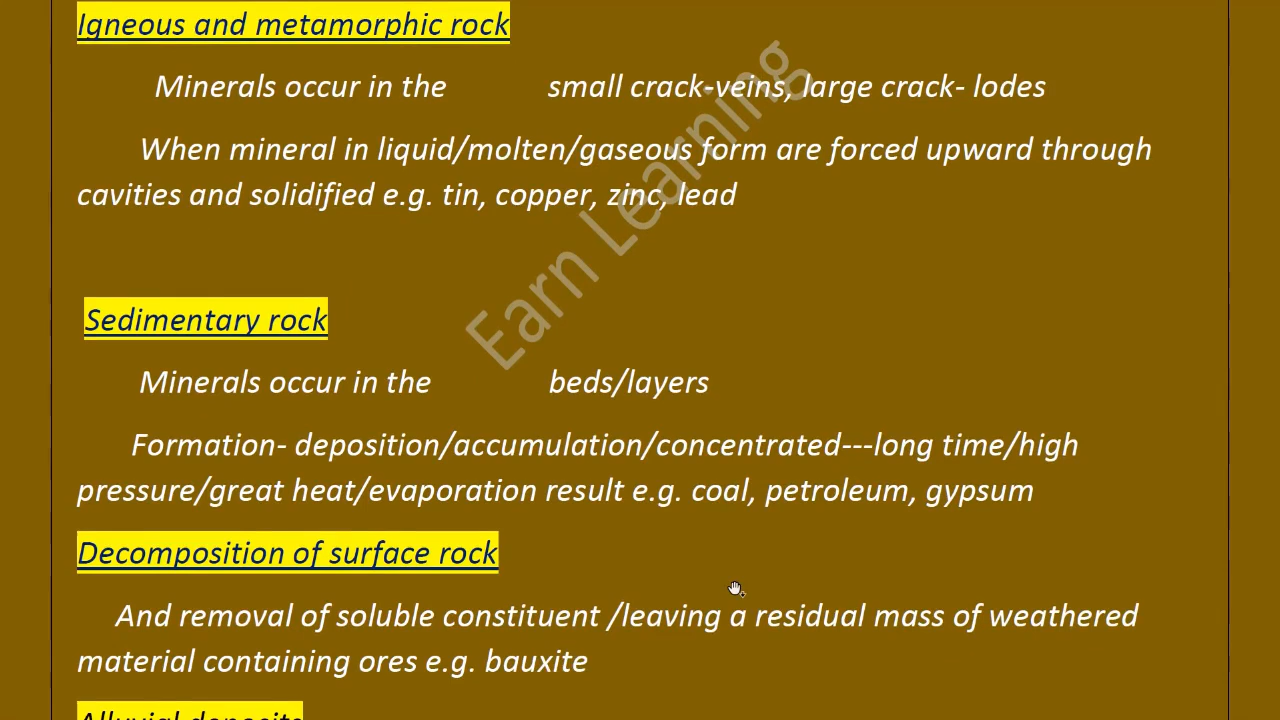 Igneous and metamorphic rock
Minerals occur in the small crack-veins, large crack- lodes
When mineral in liquid/molten/gaseous form are forced upward through
cavities and solidified e.g. tin, copper, zinc, lead
Earn Learning
Sedimentary rock
Minerals occur in the beds/layers
Formation- deposition/accumulation/concentrated---long time/high
pressure/great heat/evaporation result e.g. coal, petroleum, gypsum
Decomposition of surface rock
And removal of soluble constituent /leaving a residual mass of weathered
material containing ores e.g. bauxite
Alluvial deposits